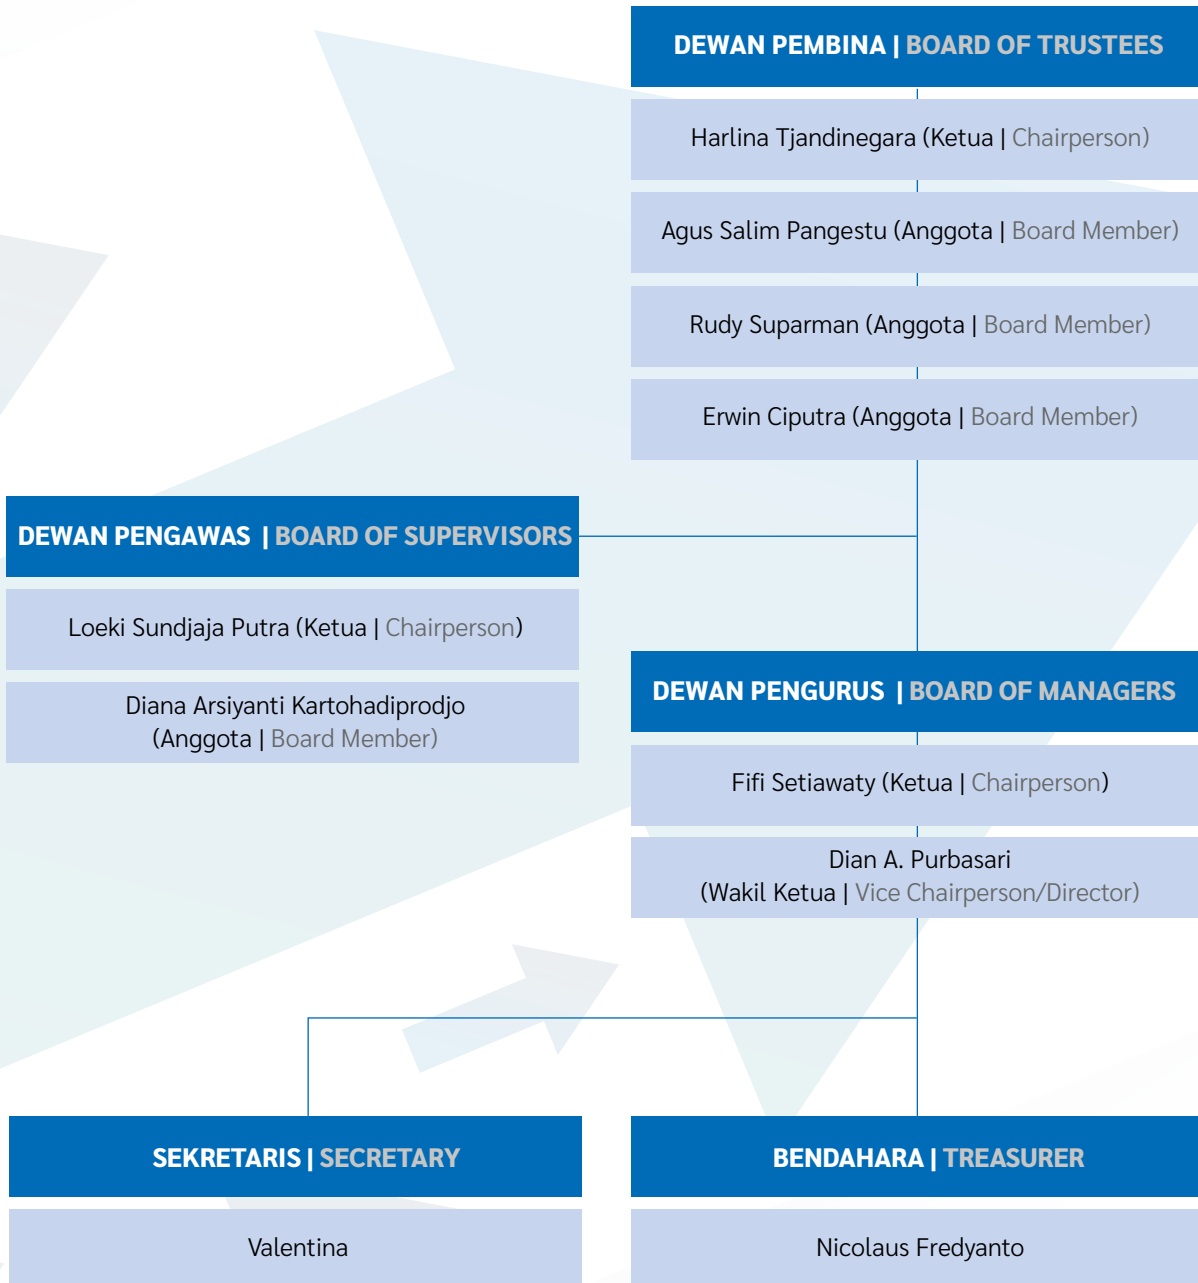 DEWAN PEMBINA | BOARD OF TRUSTEES
Harlina Tjandinegara (Ketua | Chairperson)
Agus Salim Pangestu (Anggota | Board Member)
Rudy Suparman (Anggota | Board Member)
Erwin Ciputra (Anggota | Board Member)
DEWAN PENGAWAS | BOARD OF SUPERVISORS
Loeki Sundjaja Putra (Ketua | Chairperson)
Diana Arsiyanti Kartohadiprodjo
(Anggota | Board Member)
DEWAN PENGURUS | BOARD OF MANAGERS
Fifi Setiawaty (Ketua | Chairperson)
Dian A. Purbasari
(Wakil Ketua | Vice Chairperson/Director)
SEKRETARIS | SECRETARY
Valentina
BENDAHARA | TREASURER
Nicolaus Fredyanto